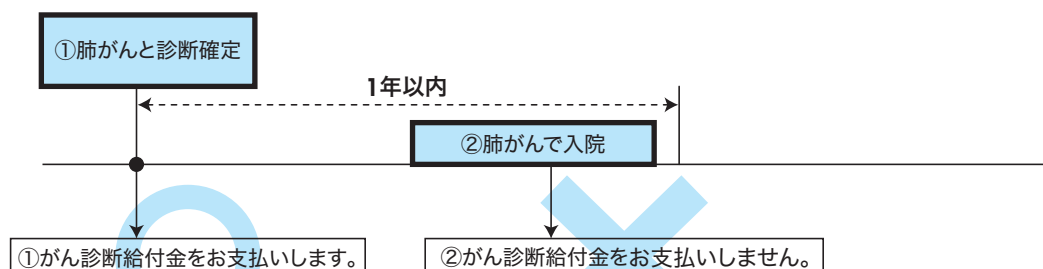 ①肺がんと診断確定
1年以内
②肺がんで入院
①がん診断給付金をお支払いします。
②がん診断給付金をお支払いしません。